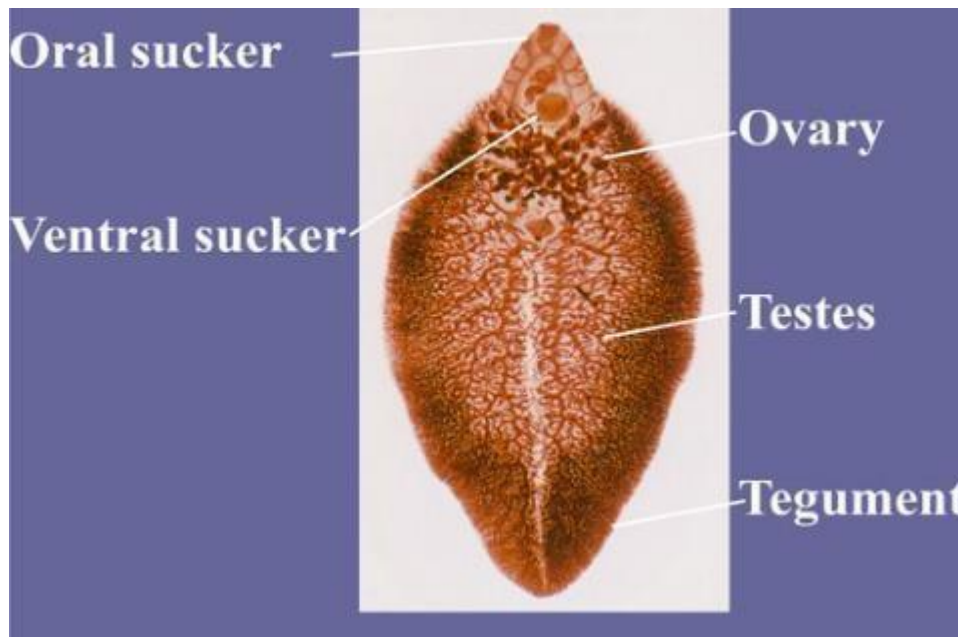 Oral sucker
Ovary
Ventral sucker
Testes
Tegument